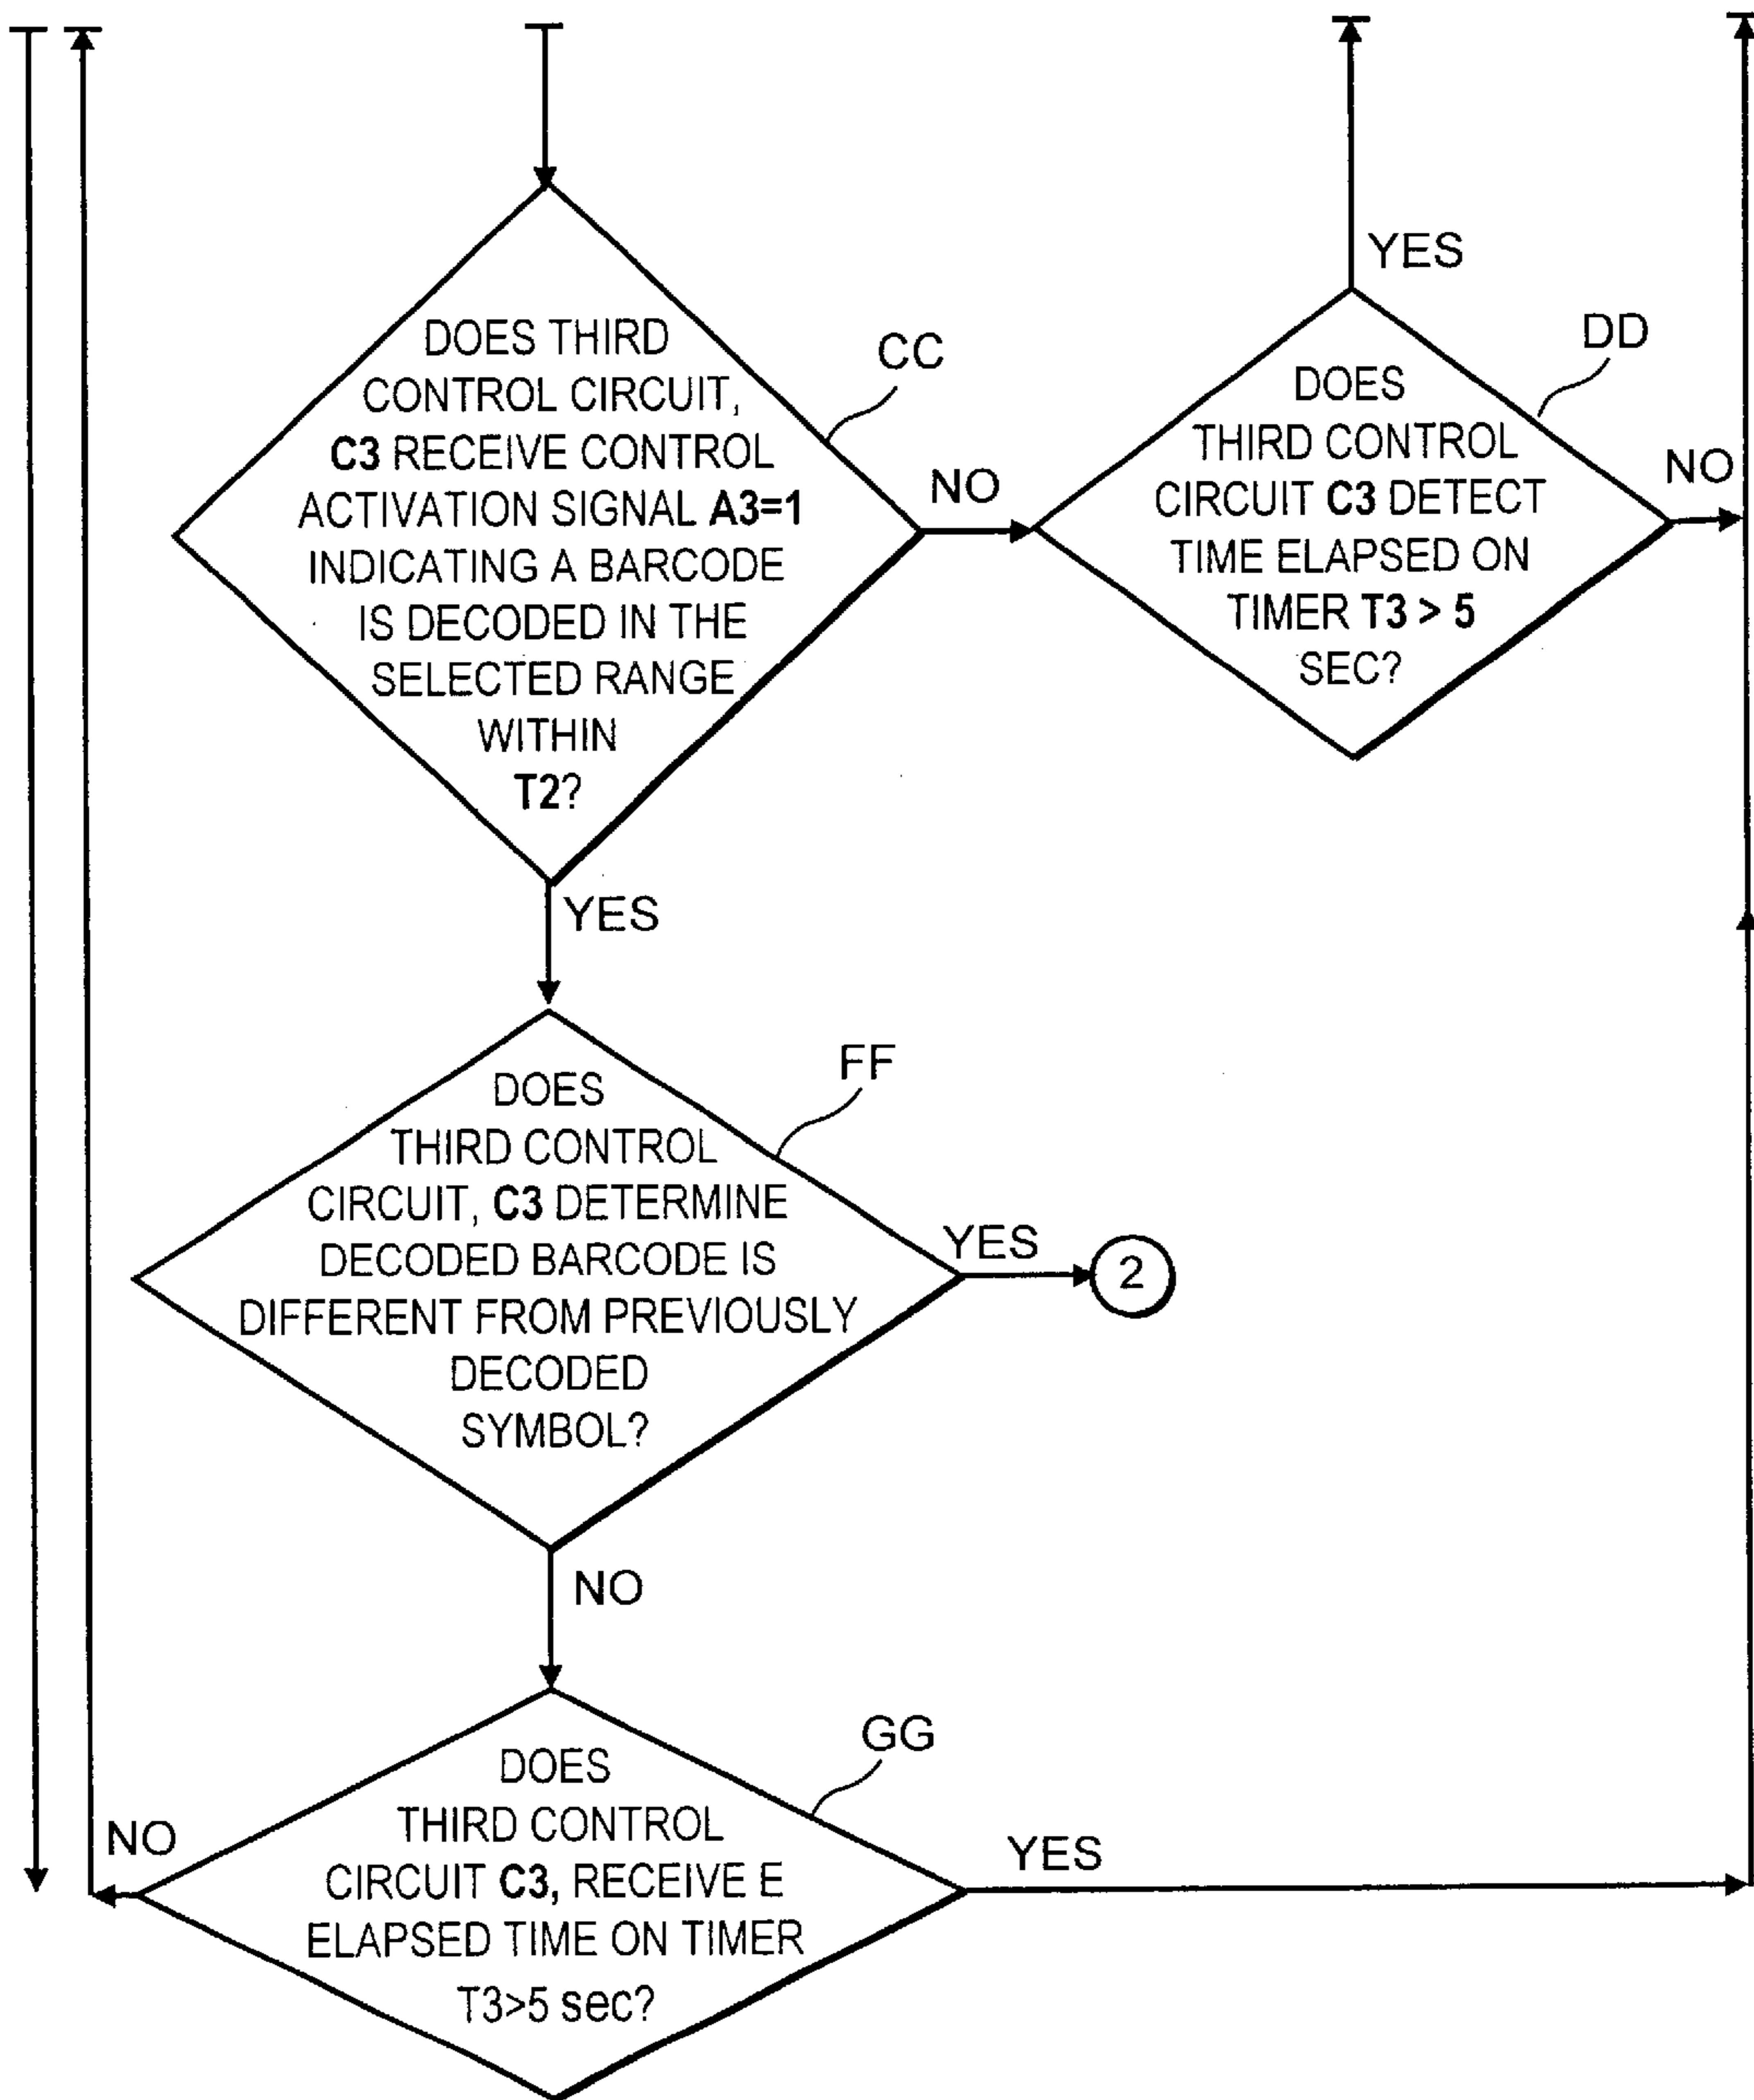 DOES THIRD
CONTROL CIRCUIT,
C3 RECEIVE CONTROL
ACTIVATION SIGNAL A3=1
INDICATING A BARCODE
IS DECODED IN THE
SELECTED RANGE
WITHIN
T2?
CC
NO
YES
YES
DOES
THIRD CONTROL
CIRCUIT C3 DETECT
TIME ELAPSED ON
TIMER T3 > 5
SEC?
DD
NO
DOES
THIRD CONTROL
CIRCUIT, C3 DETERMINE
DECODED BARCODE IS
DIFFERENT FROM PREVIOUSLY
DECODED
SYMBOL?
FF
YES
2
NO
DOES
THIRD CONTROL
CIRCUIT C3, RECEIVE E
ELAPSED TIME ON TIMER
T3>5 sec?
GG
NO
YES